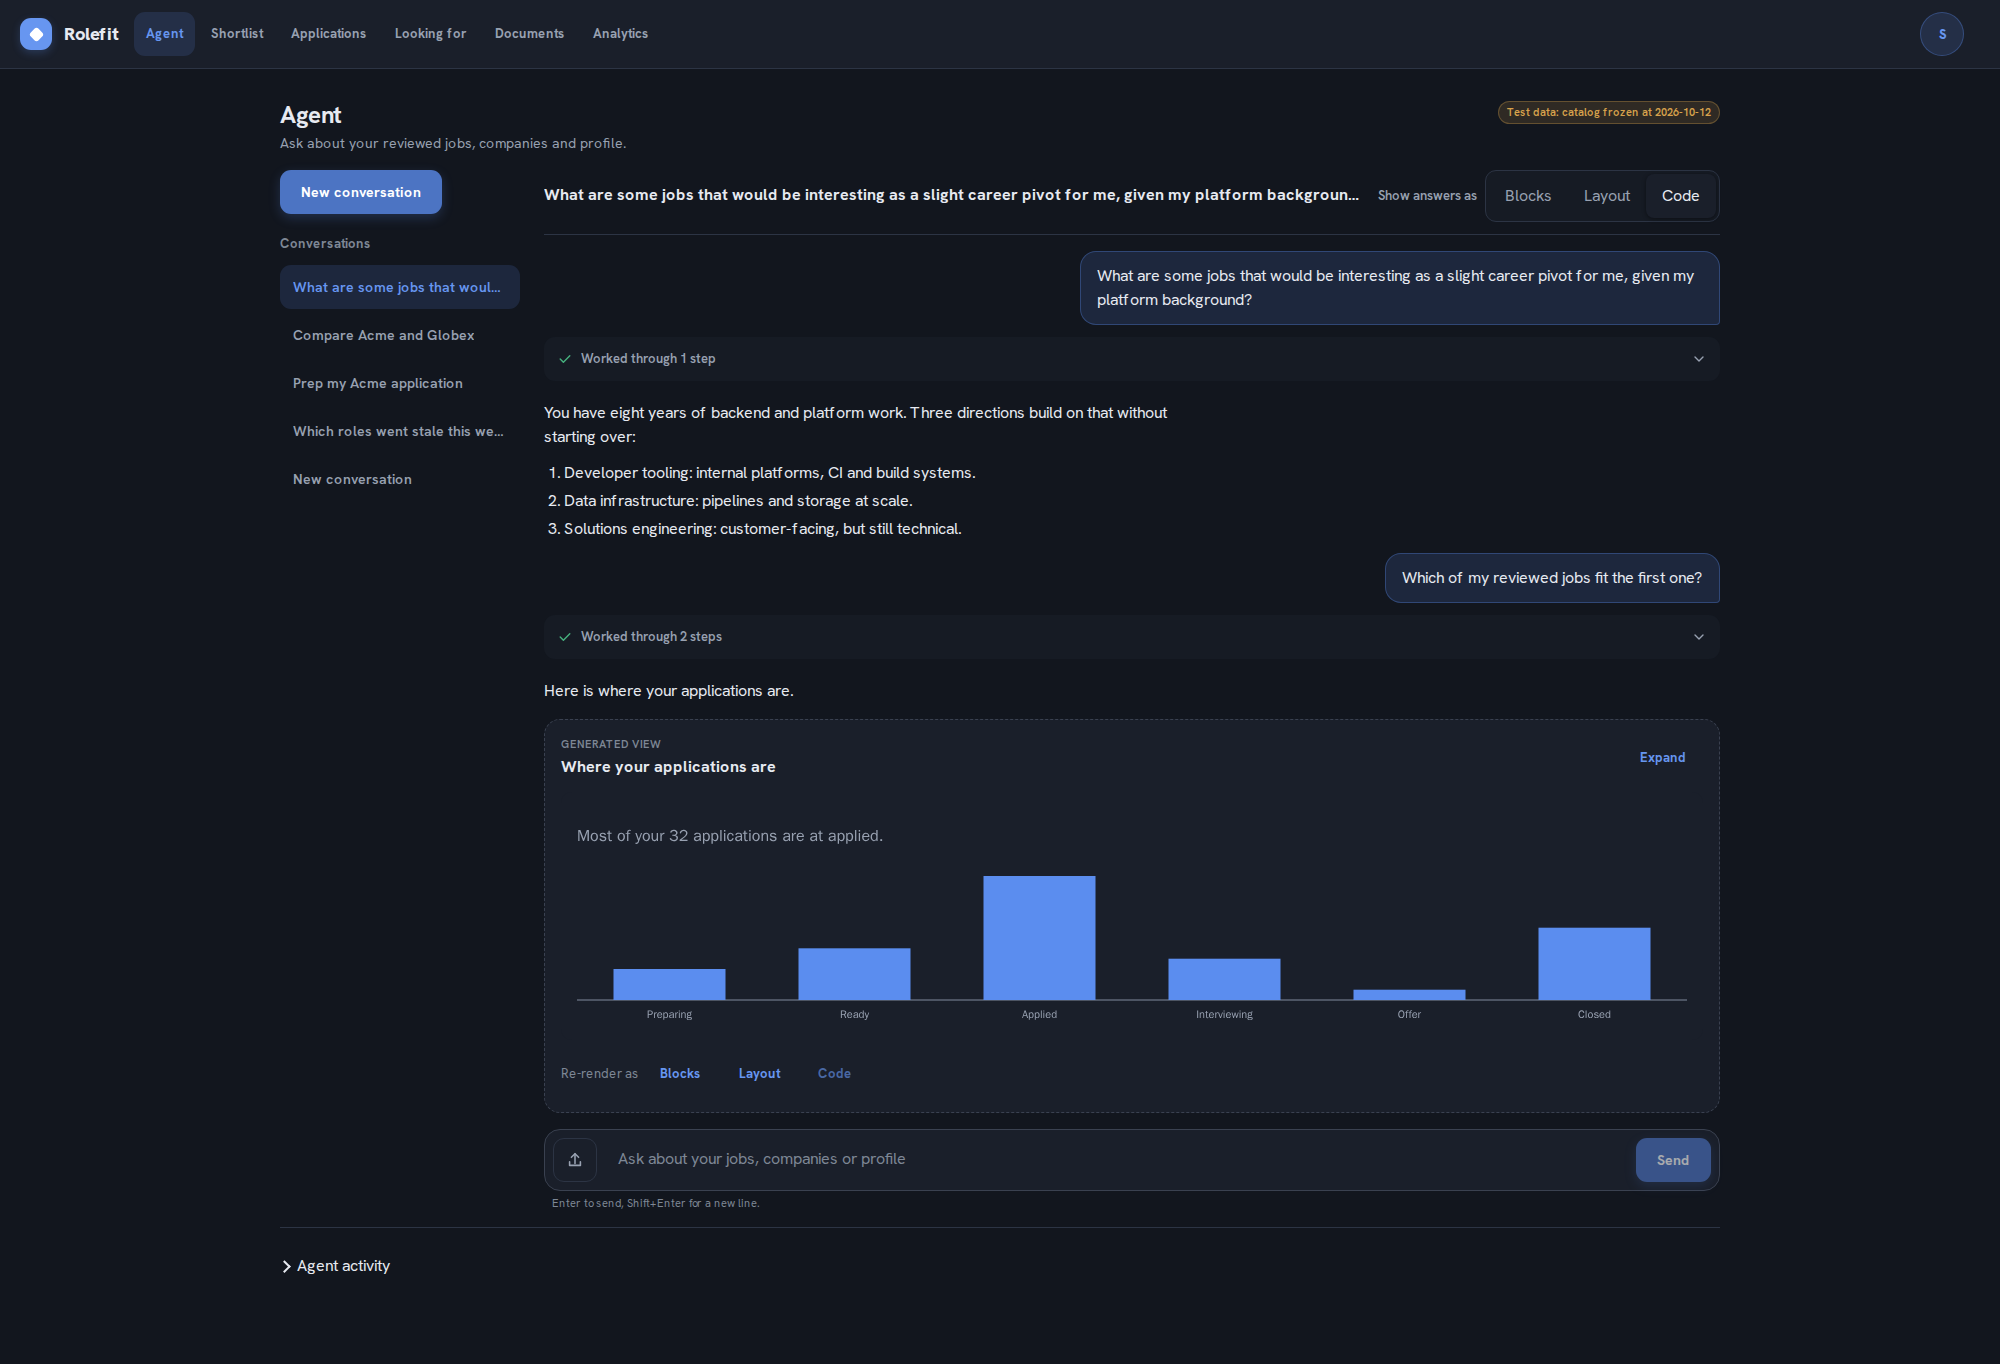 Rolefit
Agent
Shortlist
Applications
Looking for
Documents
Analytics
S
Agent
Ask about your reviewed jobs, companies and profile.
Test data: catalog frozen at 2026-10-12
New conversation
Conversations
What are some jobs that woul...
Compare Acme and Globex
Prep my Acme application
Which roles went stale this we...
New conversation
What are some jobs that would be interesting as a slight career pivot for me, given my platform backgroun...
Show answers as
Blocks
Layout
Code
What are some jobs that would be interesting as a slight career pivot for me, given my
platform background?
Worked through 1 step
You have eight years of backend and platform work. Three directions build on that without
starting over:
1. Developer tooling: internal platforms, CI and build systems.
2. Data infrastructure: pipelines and storage at scale.
3. Solutions engineering: customer-facing, but still technical.
Which of my reviewed jobs fit the first one?
Worked through 2 steps
Here is where your applications are.
GENERATED VIEW
Where your applications are
Expand
Most of your 32 applications are at applied.
Preparing
Ready
Applied
Interviewing
Offer
Closed
Re-render as
Blocks
Layout
Code
Ask about your jobs, companies or profile
Send
Enter to send, Shift+Enter for a new line.
Agent activity